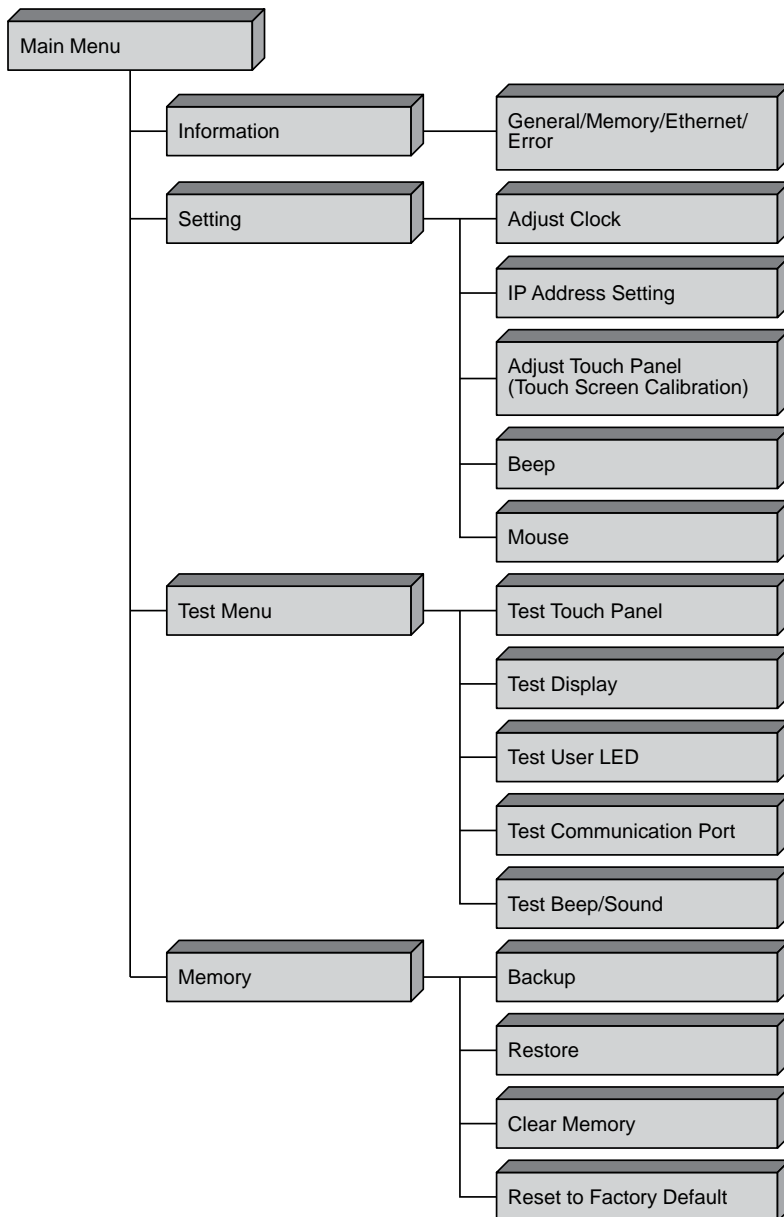 Main Menu
Information
General/Memory/Ethernet/
Error
Setting
Adjust Clock
IP Address Setting
Adjust Touch Panel
(Touch Screen Calibration)
Beep
Mouse
Test Menu
Test Touch Panel
Test Display
Test User LED
Test Communication Port
Test Beep/Sound
Memory
Backup
Restore
Clear Memory
Reset to Factory Default